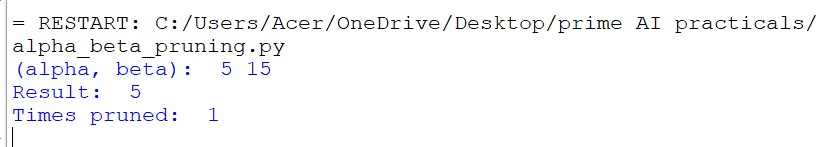 = RESTART: C:/Users/Acer/OneDrive/Desktop/prime AI practicals/
alpha_beta_pruning.py
(alpha, beta):  5 15
Result:  5
Times pruned:  1